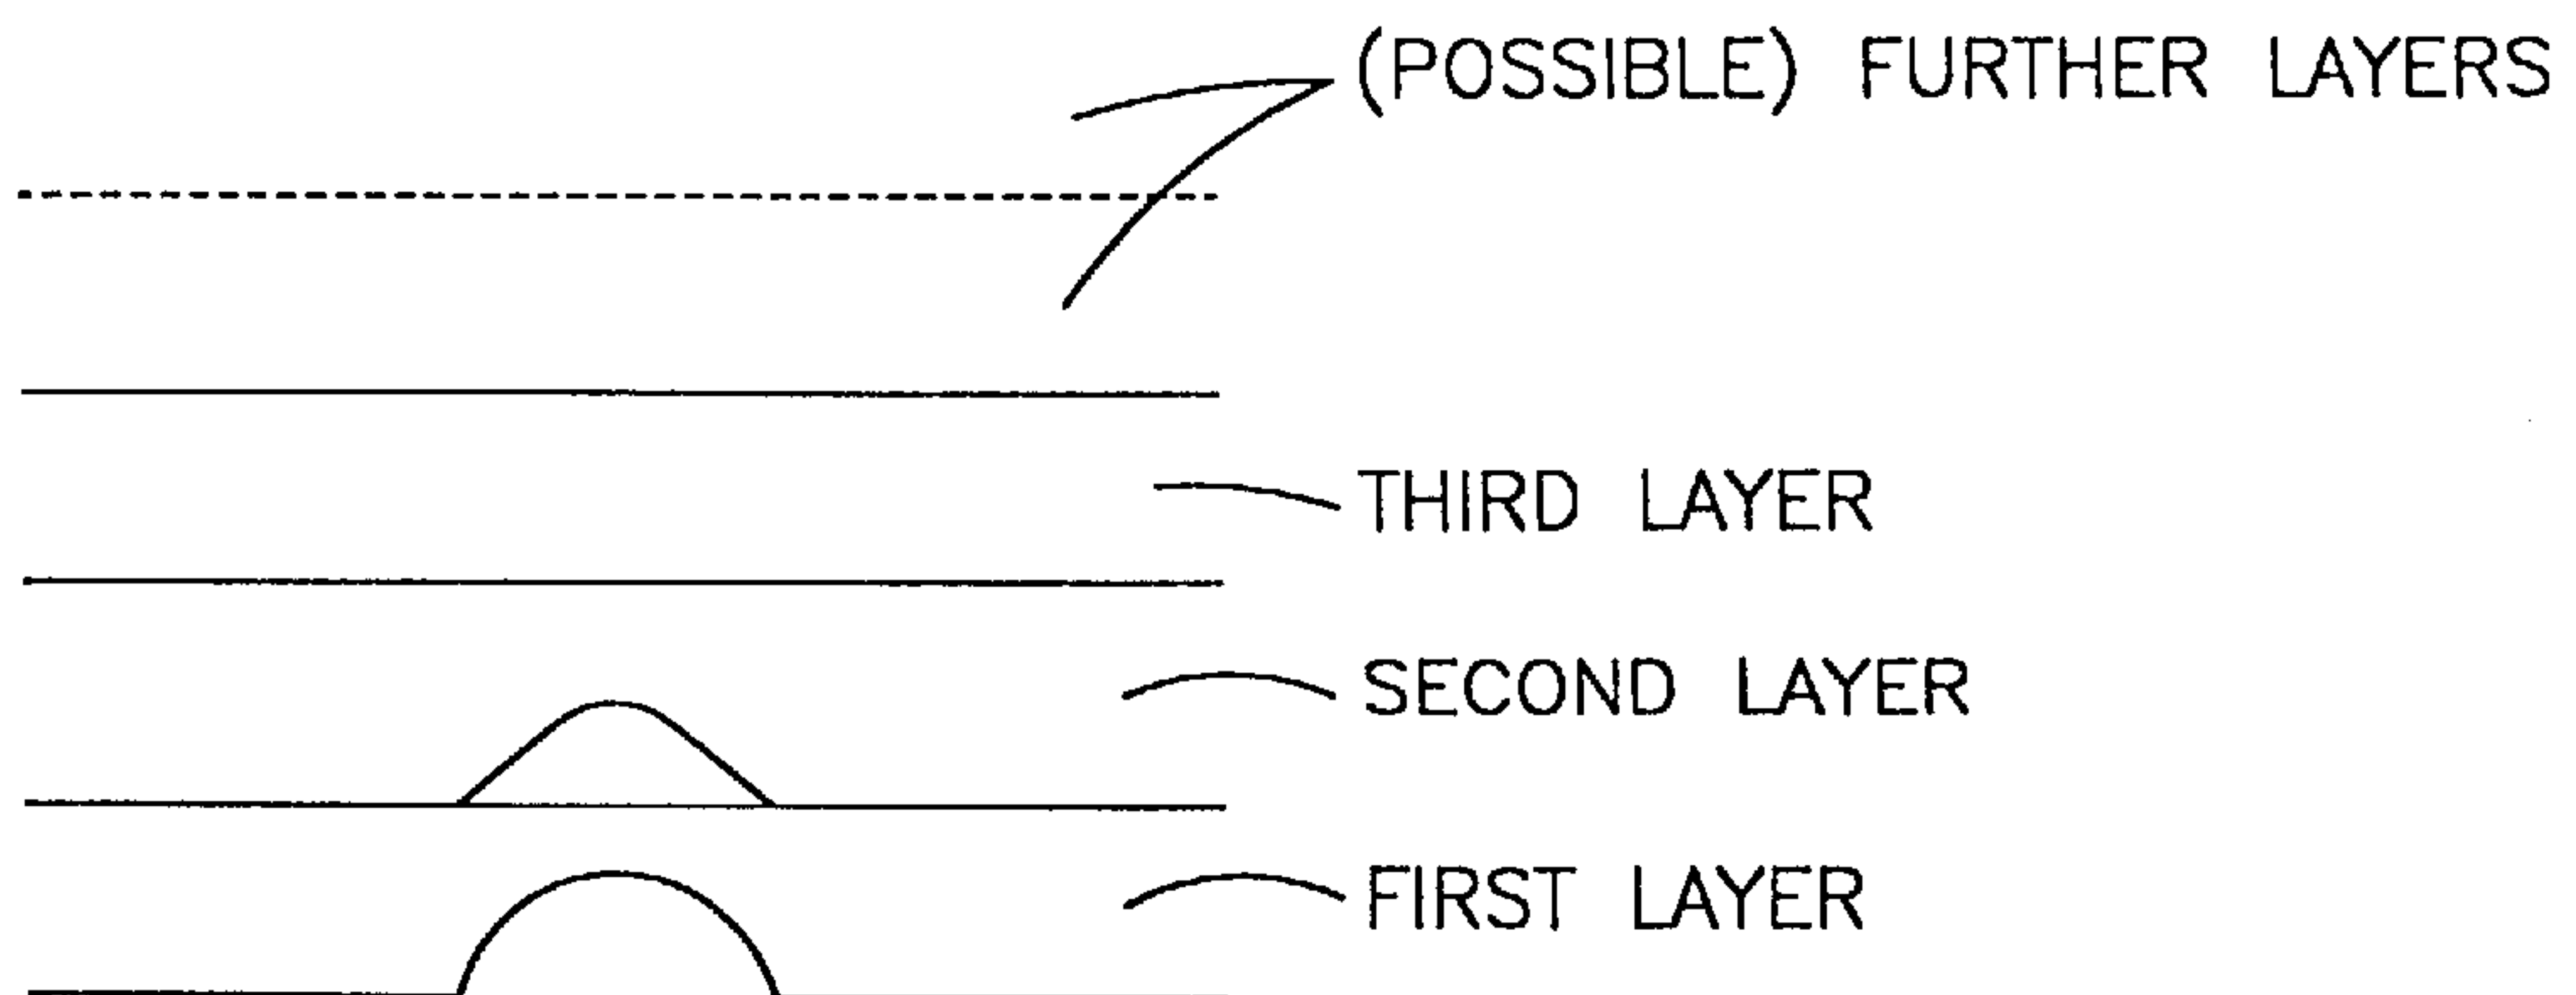 (POSSIBLE) FURTHER LAYERS
THIRD LAYER
SECOND LAYER
FIRST LAYER